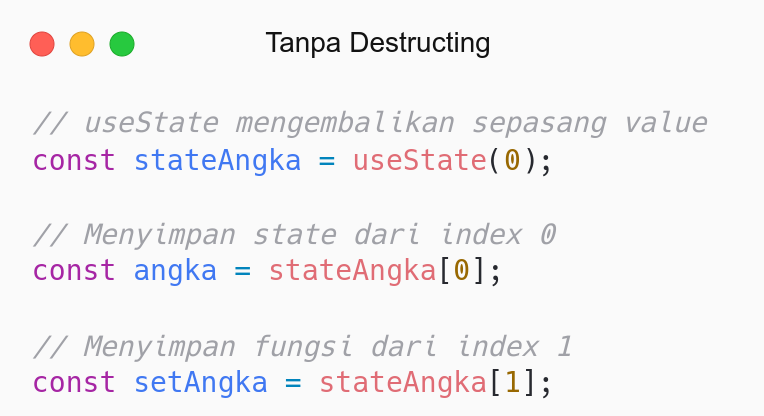 Tanpa Destructing
// useState mengembalikan sepasang value
const stateAngka = useState(0);
// Menyimpan state dari index 0
const angka = stateAngka[0];
// Menyimpan fungsi dari index 1
const setAngka = stateAngka[1];